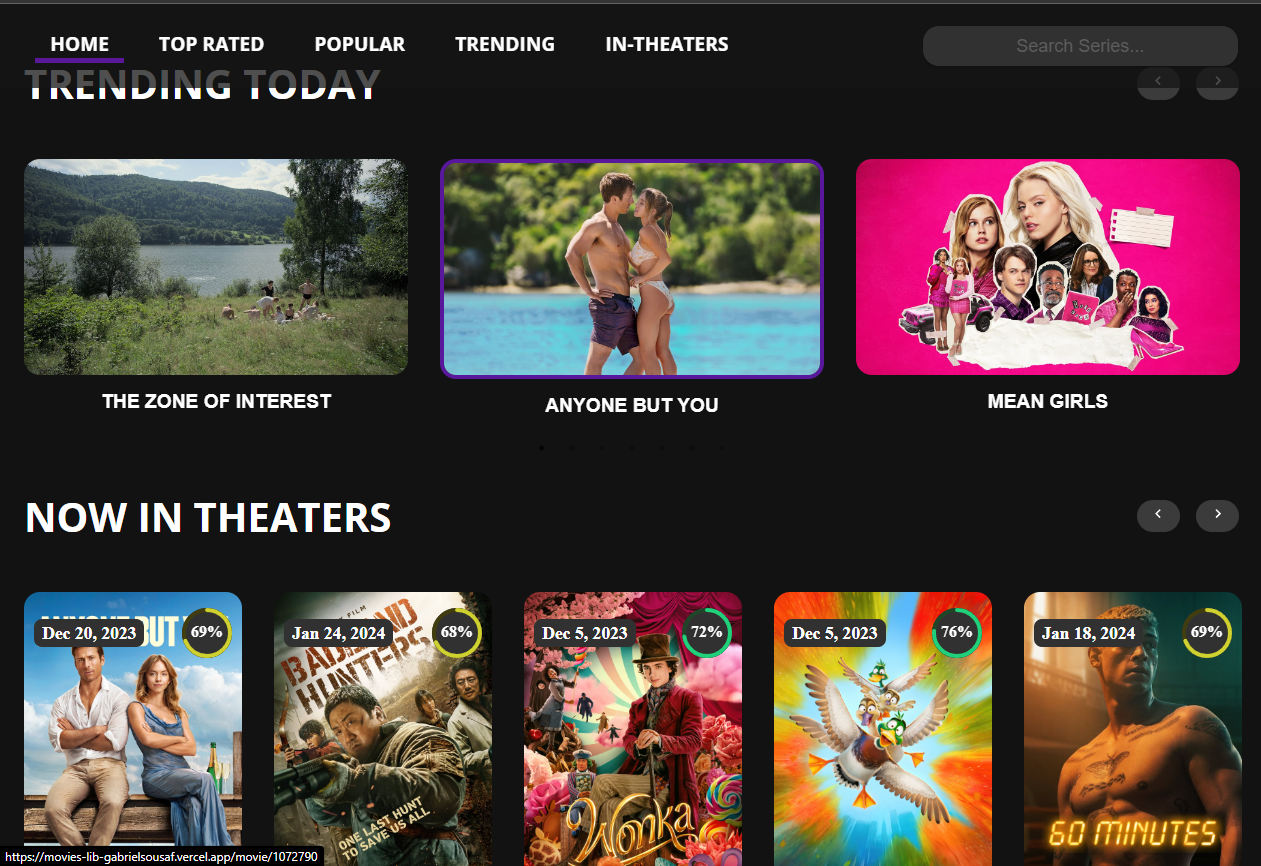 HOME TOP RATED POPULAR TRENDING IN-THEATERS Search Series...
TRENDING TODAY
THE ZONE OF INTEREST ANYONE BUT YOU MEAN GIRLS
NOW IN THEATERS
Dec 20, 2023 69% Jan 24, 2024 68% Dec 5, 2023 72% Dec 5, 2023 76% Jan 18, 2024 69%
BUT
FILM
HUNTERS
ONE LAST HUNT
TO SAVE US ALL
Wonka
60 MINUTES
https://movies-lib-gabrielsousaf.vercel.app/movie/1072790